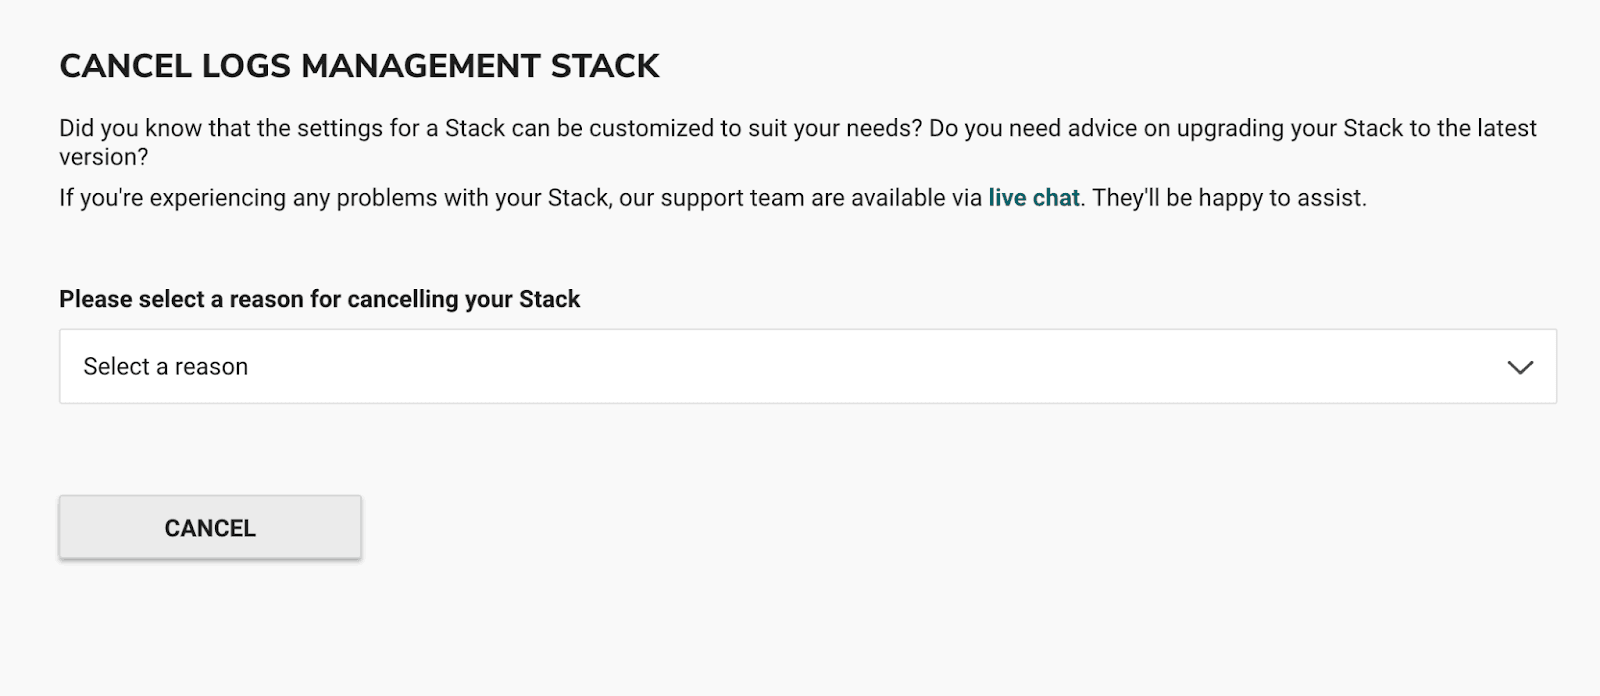 CANCEL LOGS MANAGEMENT STACK
Did you know that the settings for a Stack can be customized to suit your needs? Do you need advice on upgrading your Stack to the latest
version?
If you're experiencing any problems with your Stack, our support team are available via live chat. They'll be happy to assist.
Please select a reason for cancelling your Stack
Select a reason
CANCEL